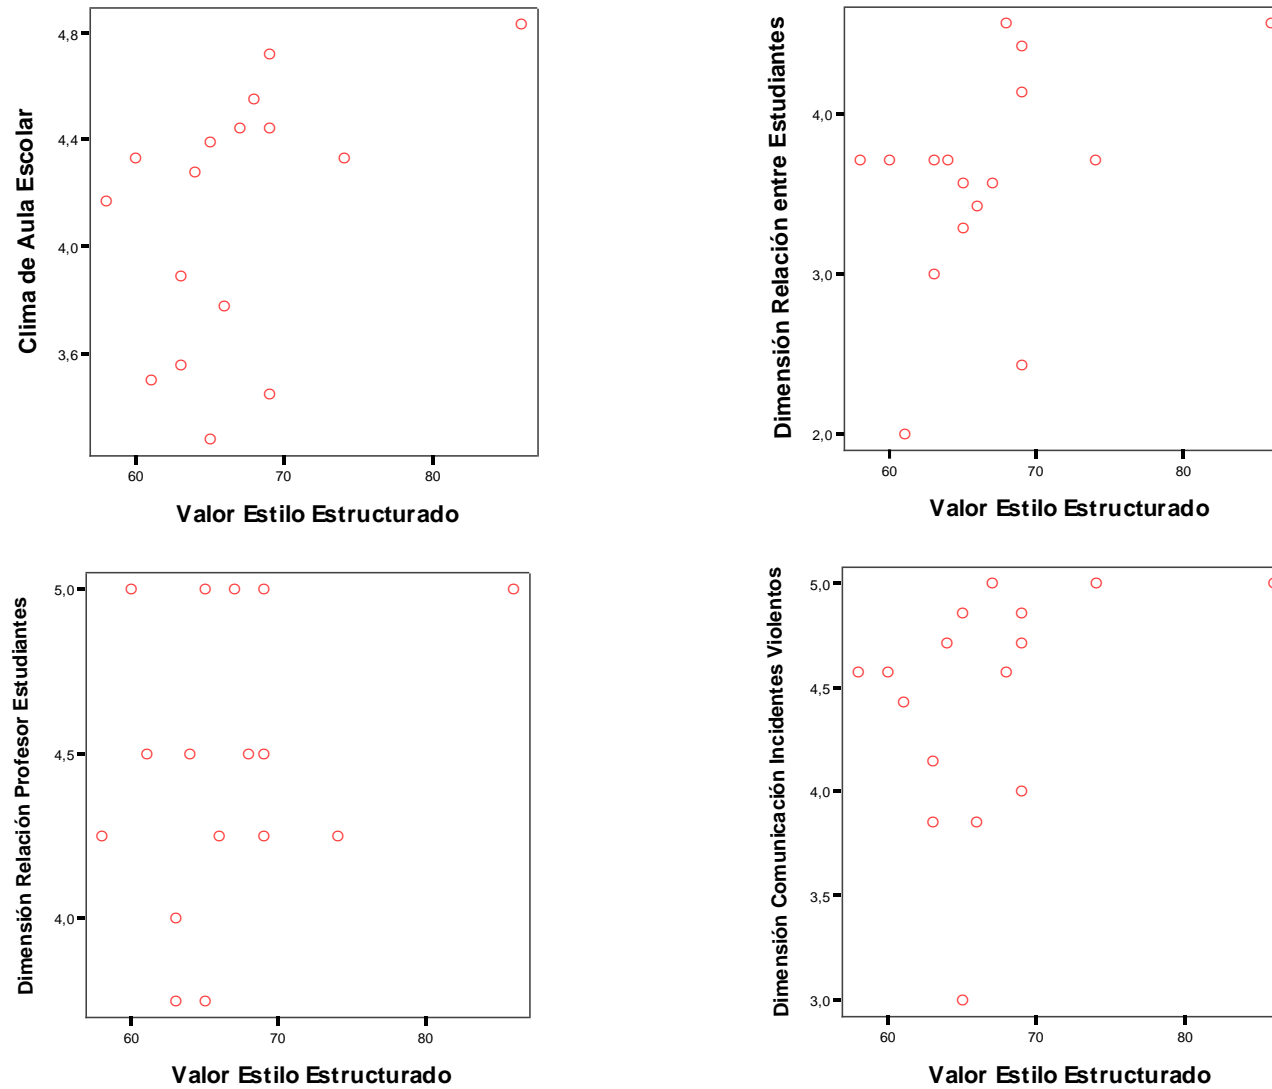 Clima de Aula Escolar
4,8
4,4
4,0
3,6
60 70 80
Valor Estilo Estructurado
Dimensión Relación entre Estudiantes
4,0
3,0
2,0
60 70 80
Valor Estilo Estructurado
Dimensión Relación Profesor Estudiantes
5,0
4,5
4,0
60 70 80
Valor Estilo Estructurado
Dimensión Comunicación Incidentes Violentos
5,0
4,5
4,0
3,5
3,0
60 70 80
Valor Estilo Estructurado